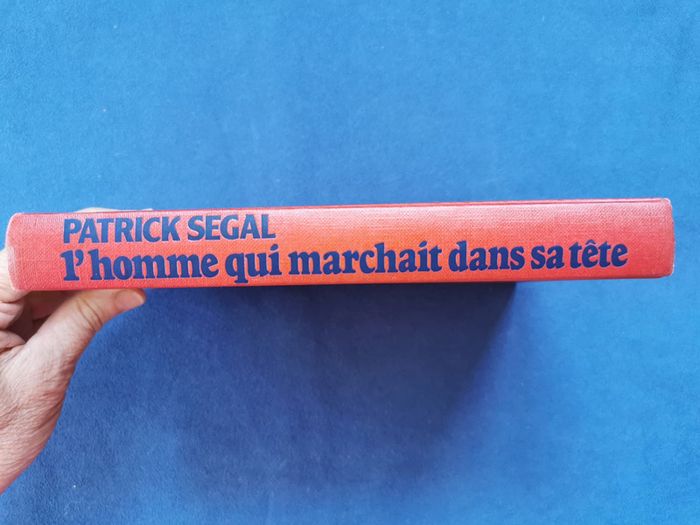 PATRICK SEGAL
l'homme qui marchait dans sa tête